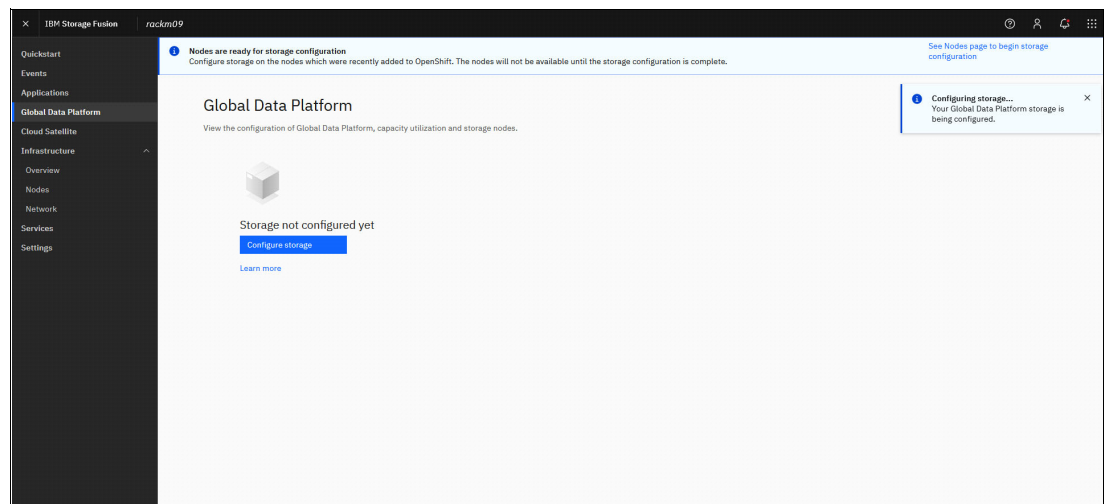 IBM Storage Fusion
rackm09
Quickstart
Events
Applications
Global Data Platform
Cloud Satellite
Infrastructure
Overview
Nodes
Network
Services
Settings
Nodes are ready for storage configuration
Configure storage on the nodes which were recently added to OpenShift. The nodes will not be available until the storage configuration is complete.
See Nodes page to begin storage
configuration
Configuring storage...
Your Global Data Platform storage is
being configured.
Global Data Platform
View the configuration of Global Data Platform, capacity utilization and storage nodes.
Storage not configured yet
Configure storage
Learn more